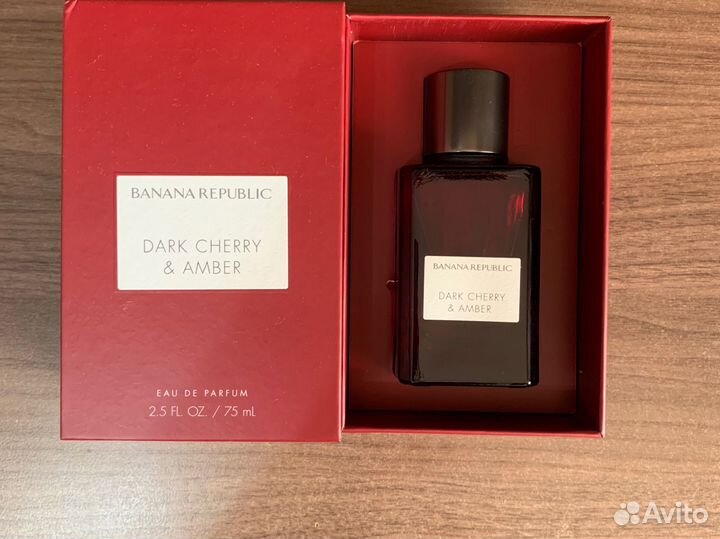 BANANA REPUBLIC
DARK CHERRY
& AMBER
EAU DE PARFUM
2.5 FL. OZ. / 75 mL
BANANA REPUBLIC
DARK CHERRY
& AMBER
Avito